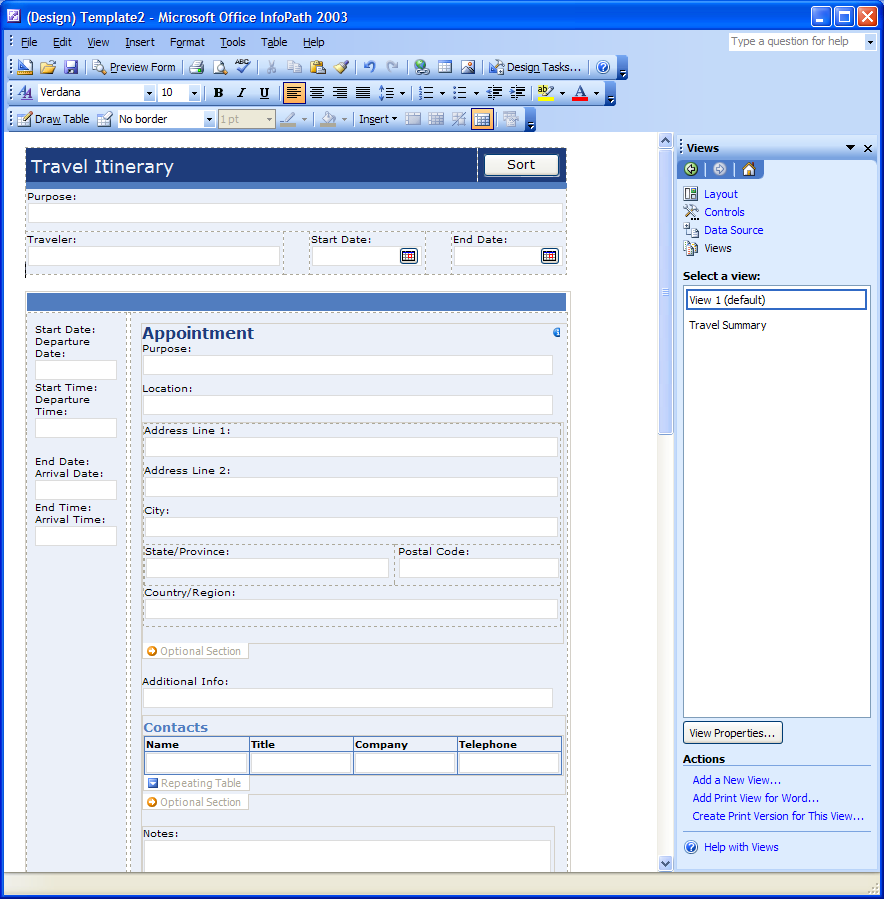 (Design) Template2 - Microsoft Office InfoPath 2003
File Edit View Insert Format Tools Table Help
Type a question for help
Preview Form ABC Design Tasks...
Verdana 10 B I U ab A
Draw Table No border 1 pt Insert
Travel Itinerary Sort
Purpose:
Traveler: Start Date: End Date:
Start Date:
Departure
Date:
Start Time:
Departure
Time:
End Date:
Arrival Date:
End Time:
Arrival Time:
Appointment
Purpose:
Location:
Address Line 1:
Address Line 2:
City:
State/Province: Postal Code:
Country/Region:
Optional Section
Additional Info:
Contacts
Name Title Company Telephone
Repeating Table
Optional Section
Notes:
Views
Layout
Controls
Data Source
Views
Select a view:
View 1 (default)
Travel Summary
View Properties...
Actions
Add a New View...
Add Print View for Word...
Create Print Version for This View...
Help with Views